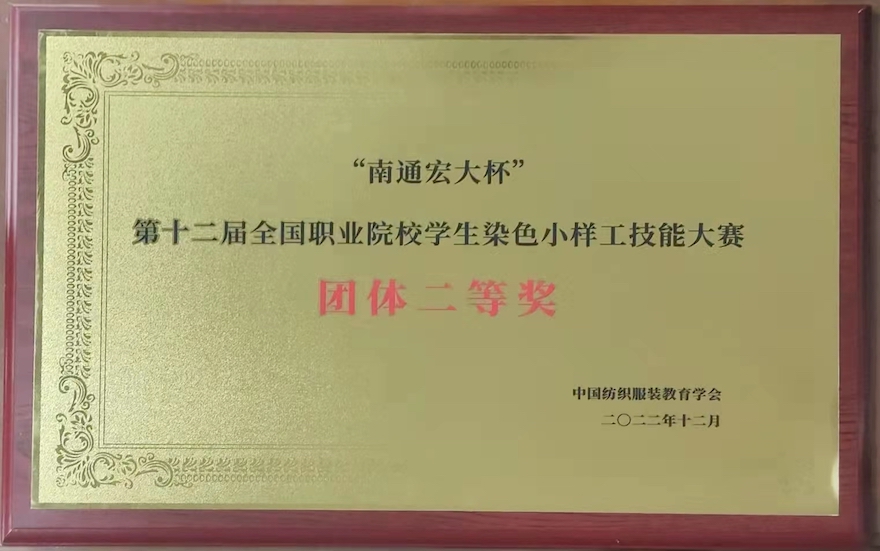 “南通宏大杯”
第十二届全国职业院校学生染色小样工技能大赛
团体二等奖
中国纺织服装教育学会
二〇二二年十二月